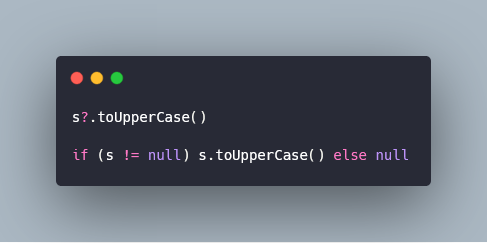 s?.toUpperCase()
if (s != null) s.toUpperCase() else null